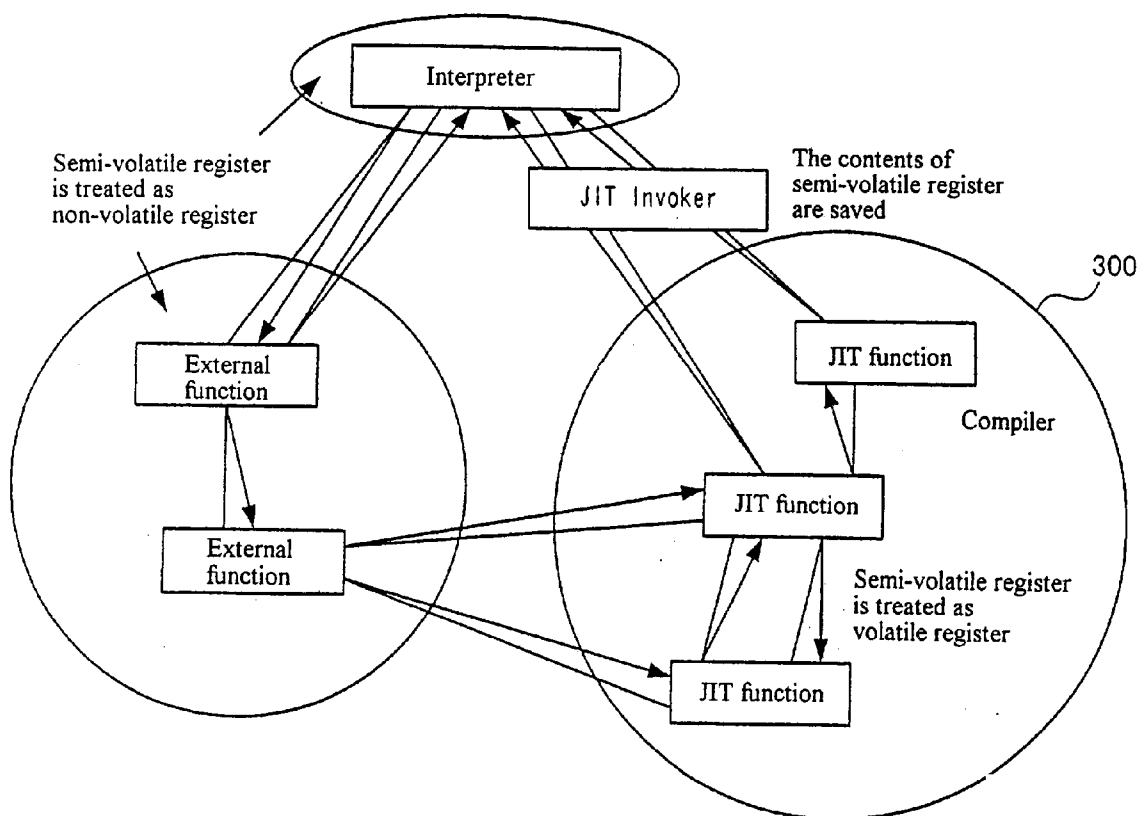 Interpreter
Semi-volatile register
is treated as
non-volatile register
JIT Invoker
The contents of
semi-volatile register
are saved
300
External
function
JIT function
Compiler
JIT function
External
function
Semi-volatile register
is treated as
volatile register
JIT function